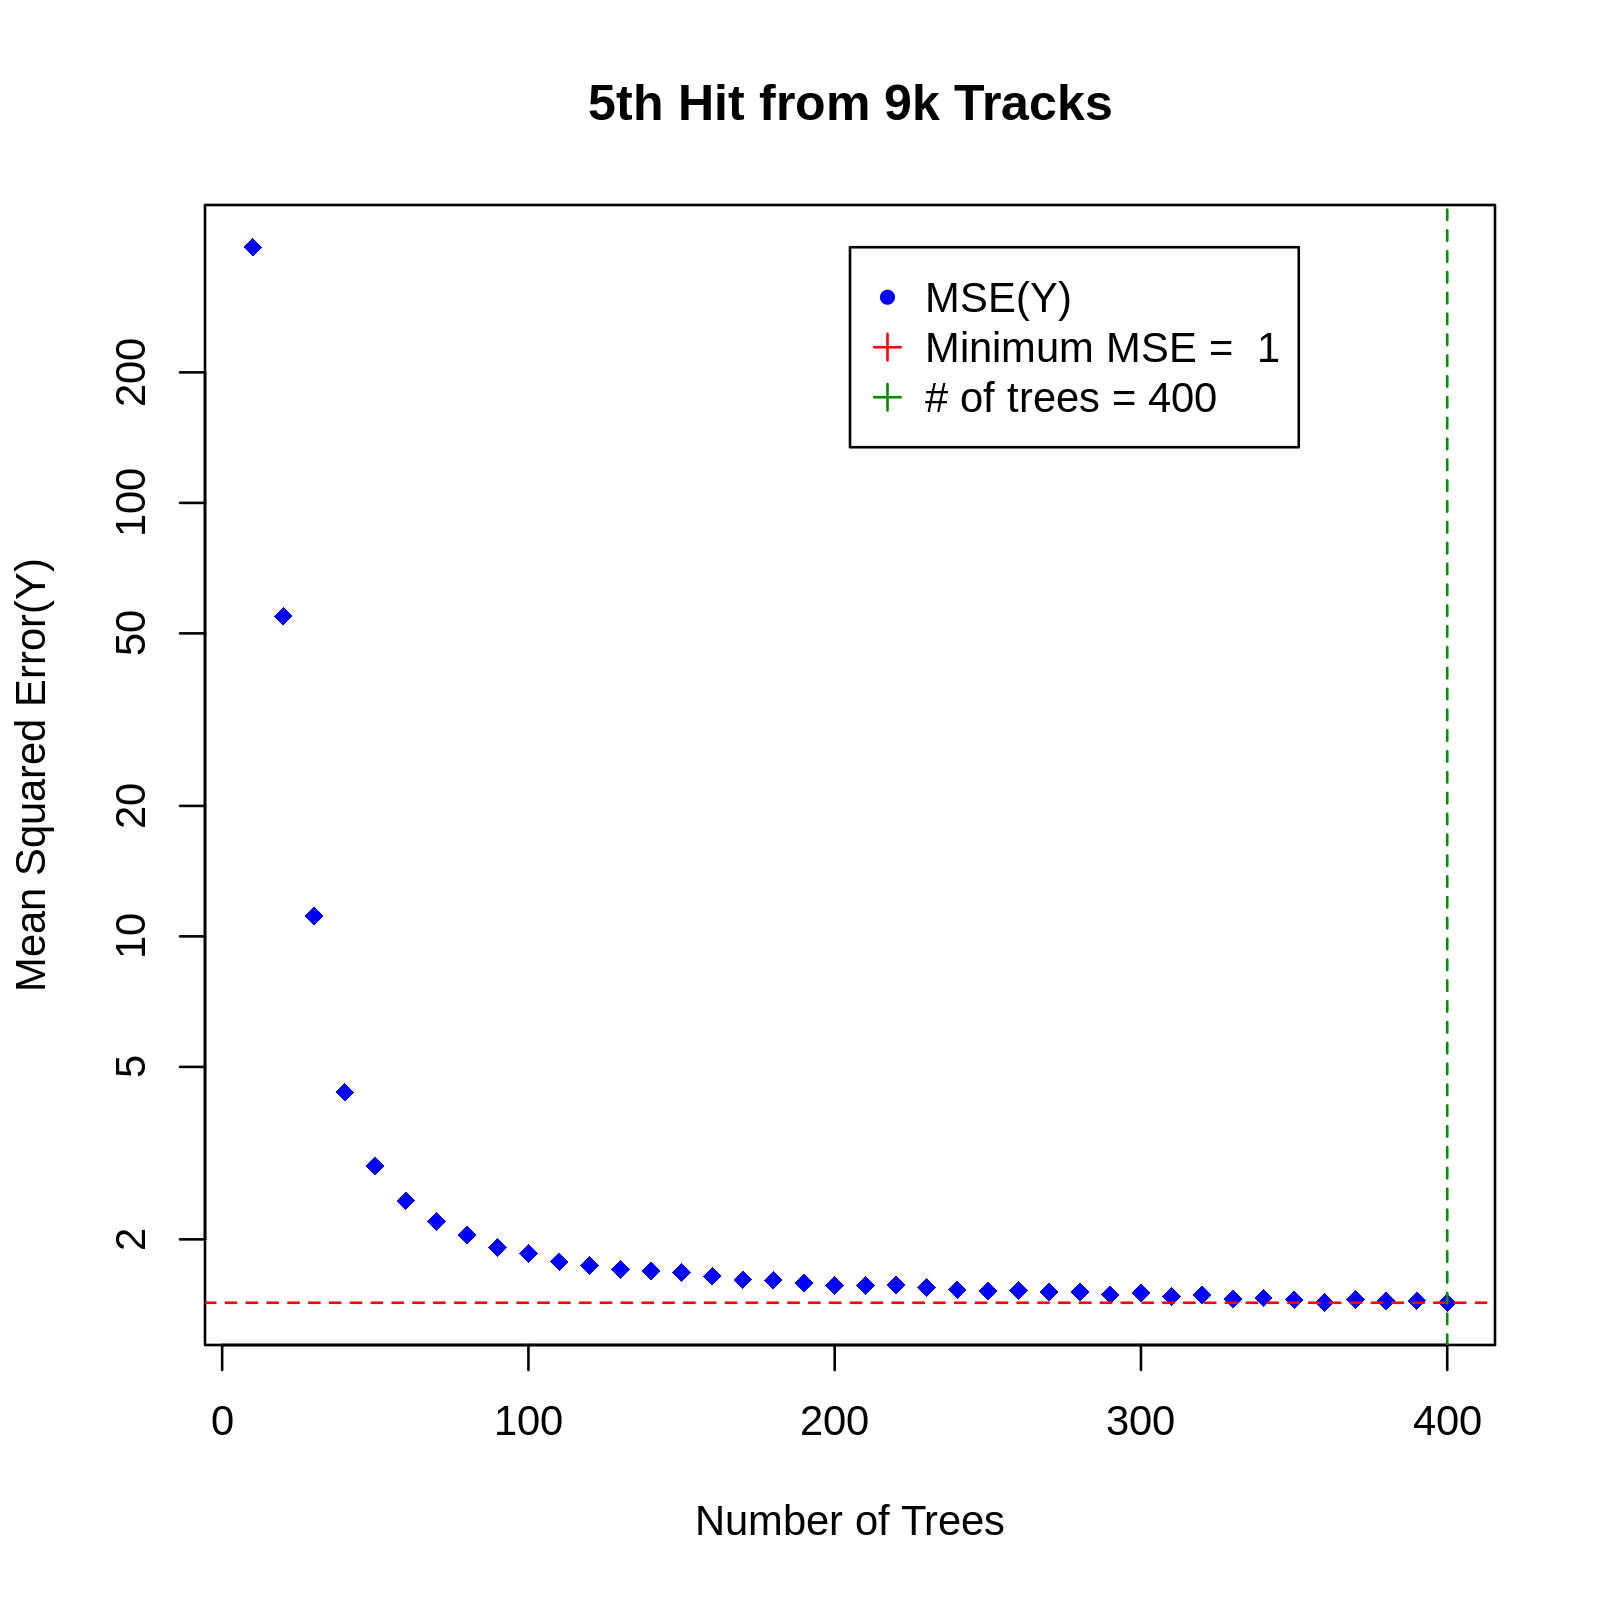 5th Hit from 9k Tracks
MSE(Y)
Minimum MSE =  1
# of trees = 400
Mean Squared Error(Y)
200
100
50
20
10
5
2
0 100 200 300 400
Number of Trees